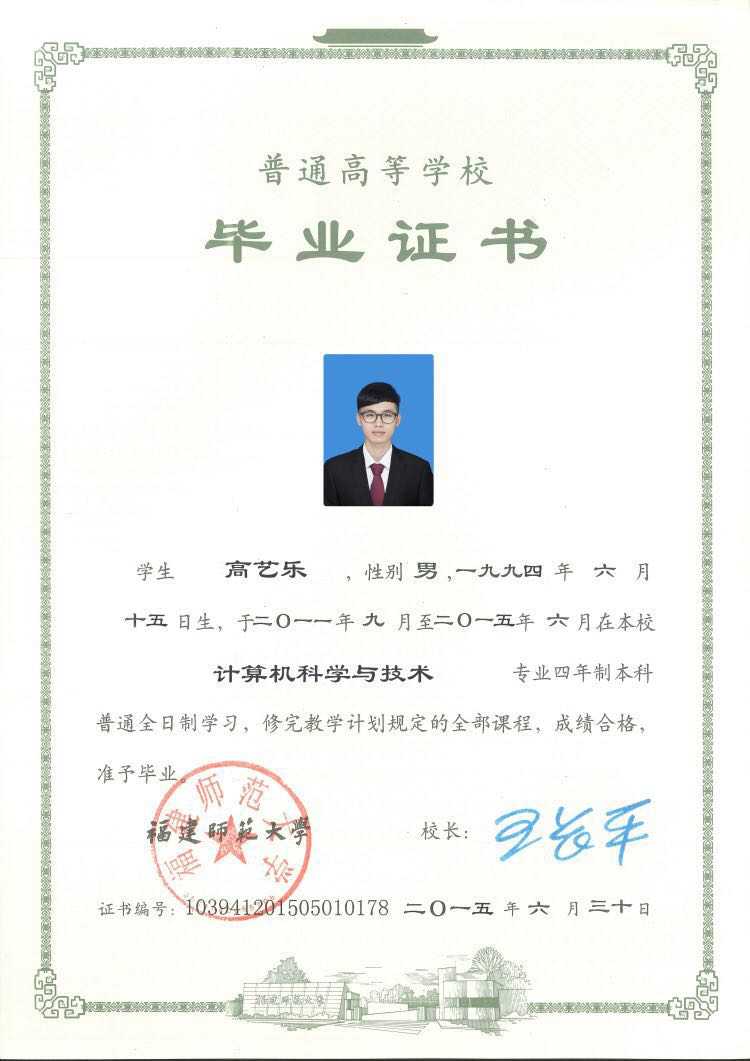 普通高等学校
毕业证书
学生 高艺乐 ，性别 男 ，一九九四 年 六 月
十五 日生，于二〇一一年 九 月至二〇一五年 六 月在本校
计算机科学与技术 专业四年制本科
普通全日制学习，修完教学计划规定的全部课程，成绩合格，
准予毕业。
福建师范大学
福建师範大學 校长：
证书编号：103941201505010178 二〇一五 年 六 月 三十日